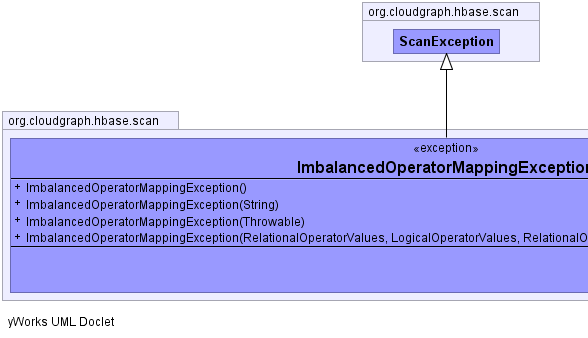 org.cloudgraph.hbase.scan
ScanException
org.cloudgraph.hbase.scan
«exception»
ImbalancedOperatorMappingException
+ ImbalancedOperatorMappingException()
+ ImbalancedOperatorMappingException(String)
+ ImbalancedOperatorMappingException(Throwable)
+ ImbalancedOperatorMappingException(RelationalOperatorValues, LogicalOperatorValues, RelationalO
yWorks UML Doclet